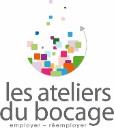 les ateliers
du bocage
employer – réemployer